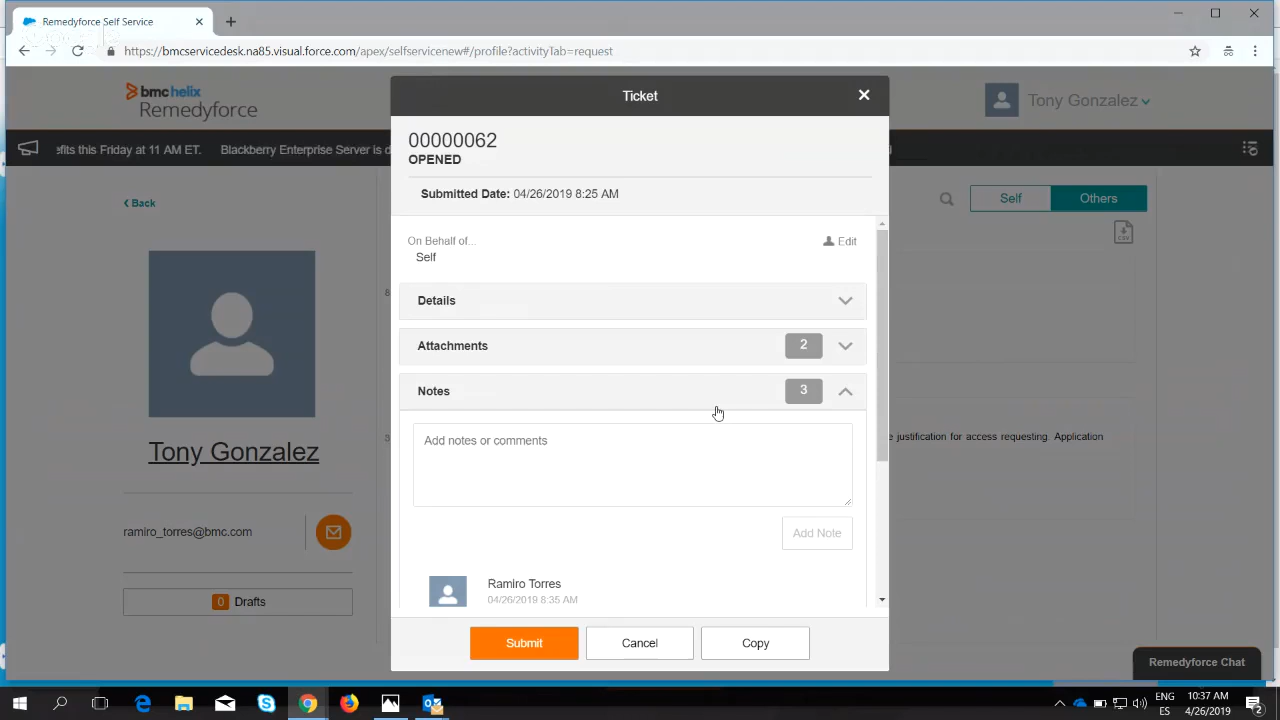 Remedyforce Self Service
https://bmcservicedesk.na85.visual.force.com/apex/selfservicenew#/profile?activityTab=request
bmc helix
Remedyforce
Tony Gonzalez
Ticket
efits this Friday at 11 AM ET. Blackberry Enterprise Server is d
00000062
OPENED
Submitted Date: 04/26/2019 8:25 AM
Back
Self
Others
CSV
On Behalf of...
Edit
Self
Details
Attachments
2
Notes
3
Add notes or comments
e justification for access requesting. Application
Tony Gonzalez
ramiro_torres@bmc.com
Add Note
Ramiro Torres
04/26/2019 8:35 AM
0 Drafts
Submit
Cancel
Copy
Remedyforce Chat
ENG
ES
10:37 AM
4/26/2019
2